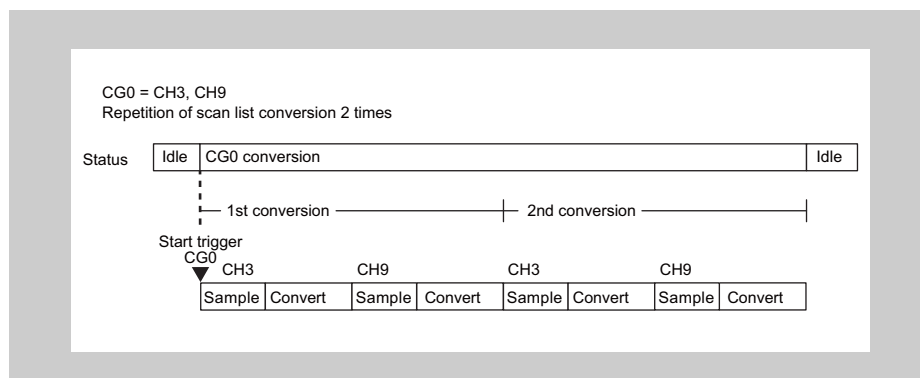 CG0 = CH3, CH9
Repetition of scan list conversion 2 times
Status Idle CG0 conversion Idle
1st conversion 2nd conversion
Start trigger
CG0
CH3 CH9 CH3 CH9
Sample Convert Sample Convert Sample Convert Sample Convert